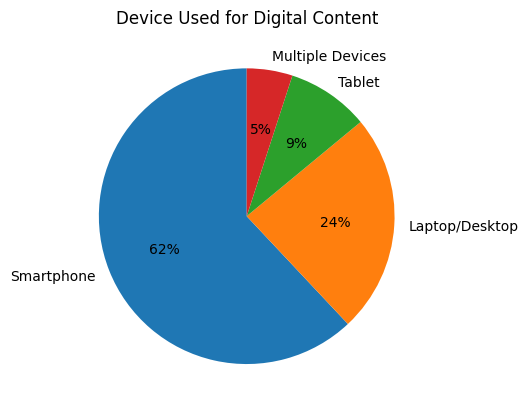 Device Used for Digital Content
Multiple Devices
Tablet
5%
9%
24%
Laptop/Desktop
62%
Smartphone